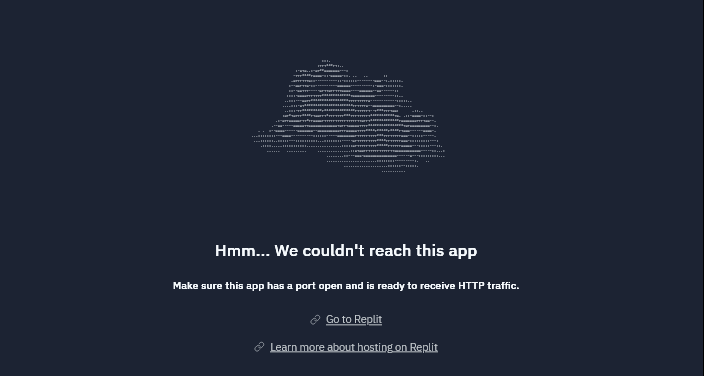 Hmm... We couldn't reach this app
Make sure this app has a port open and is ready to receive HTTP traffic.
Go to Replit
Learn more about hosting on Replit